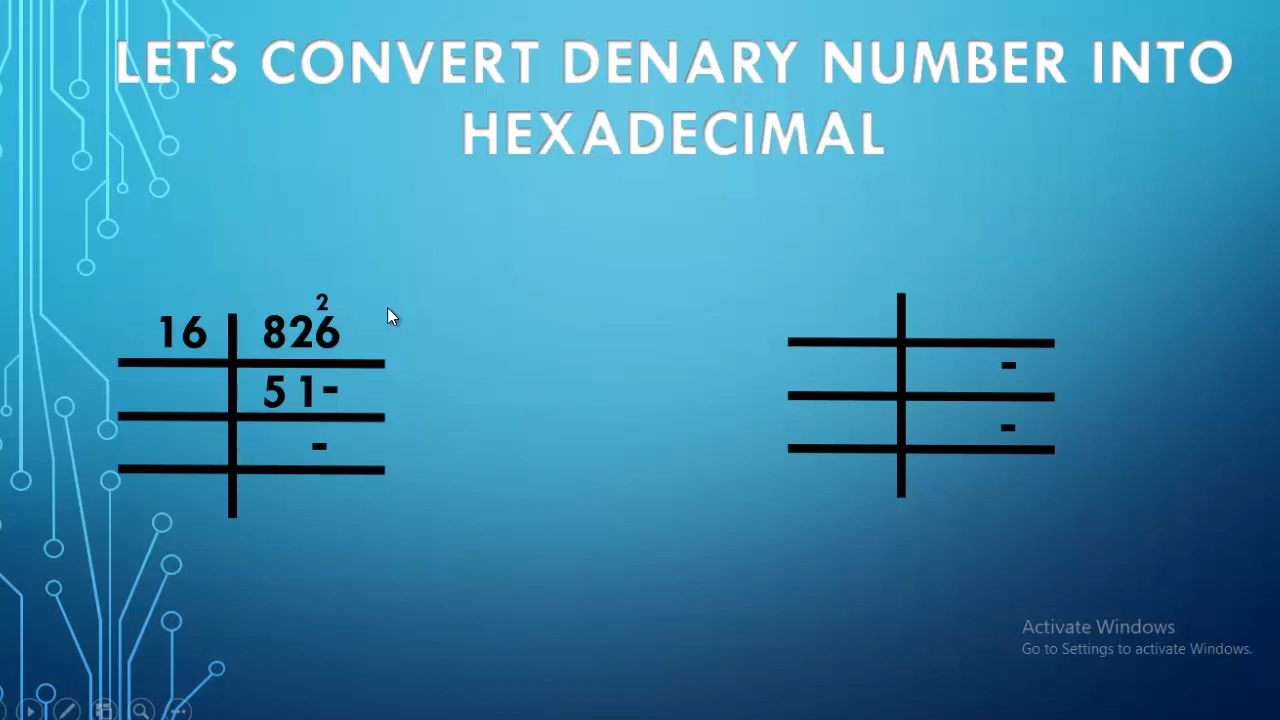 LETS CONVERT DENARY NUMBER INTO
HEXADECIMAL
2
16 826
51-
-
-
-
Activate Windows
Go to Settings to activate Windows.